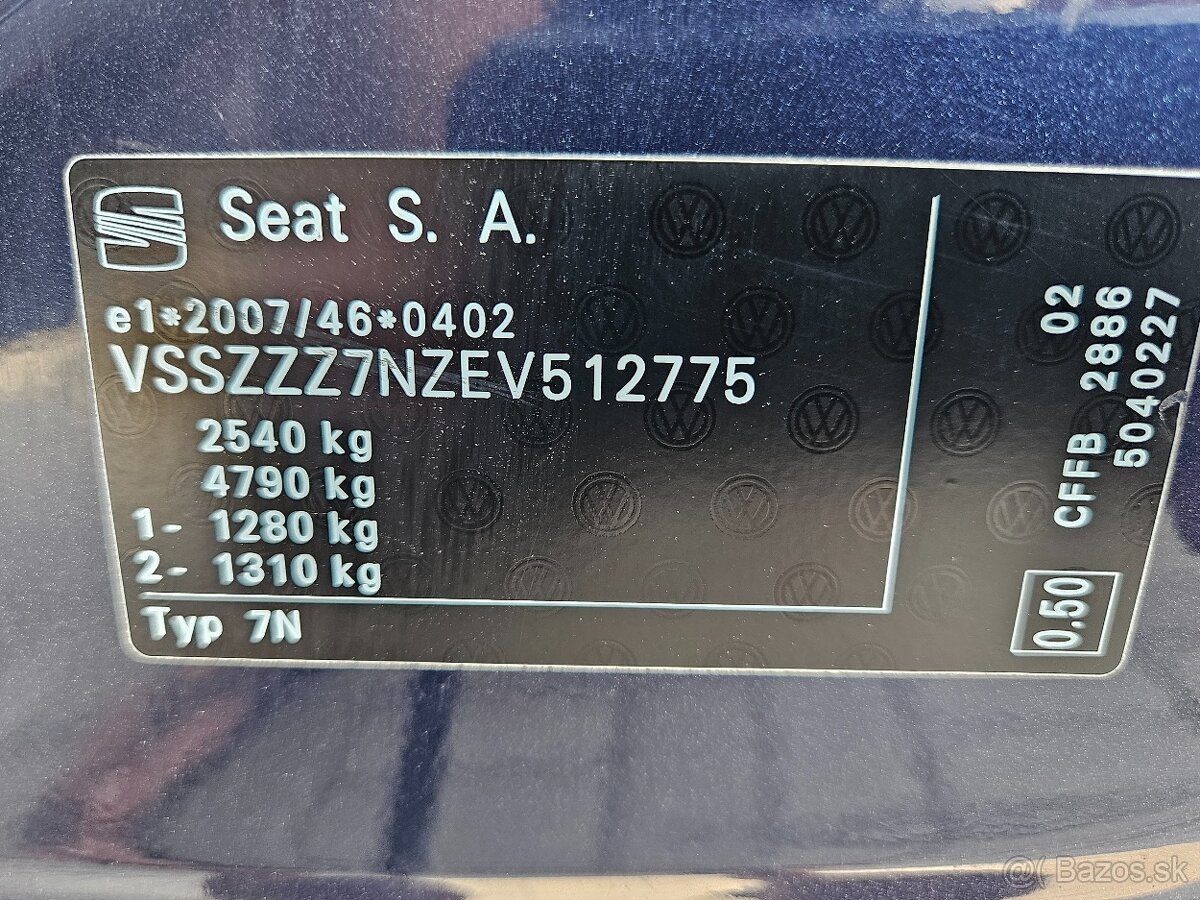 Seat S. A.
e1*2007/46*0402
VSSZZZ7NZEV512775
2540 kg
4790 kg
1- 1280 kg
2- 1310 kg
Typ 7N
02
CFFB 2886
5040227
0.50
@( Bazos.sk